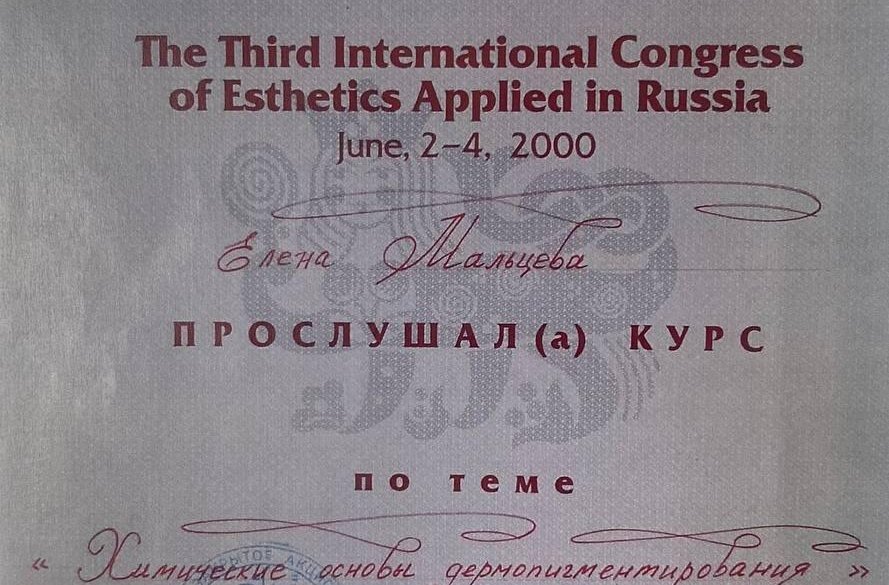 The Third International Congress
of Esthetics Applied in Russia
June, 2–4, 2000
Елена Мальцева
ПРОСЛУШАЛ(а) КУРС
по теме
« Химические основы дермопигментирования »